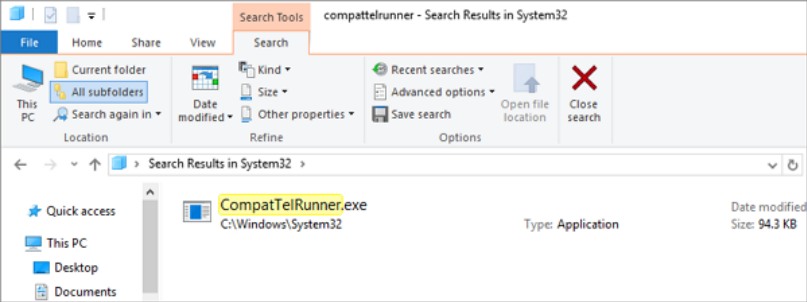 Search Tools
compattelrunner - Search Results in System32
File
Home
Share
View
Search
This PC
Current folder
All subfolders
Search again in
Location
Date modified
Kind
Size
Other properties
Refine
Recent searches
Advanced options
Save search
Open file location
Options
Close search
Search Results in System32
Quick access
This PC
Desktop
Documents
CompatTelRunner.exe
C:\Windows\System32
Type: Application
Date modified
Size: 94.3 KB